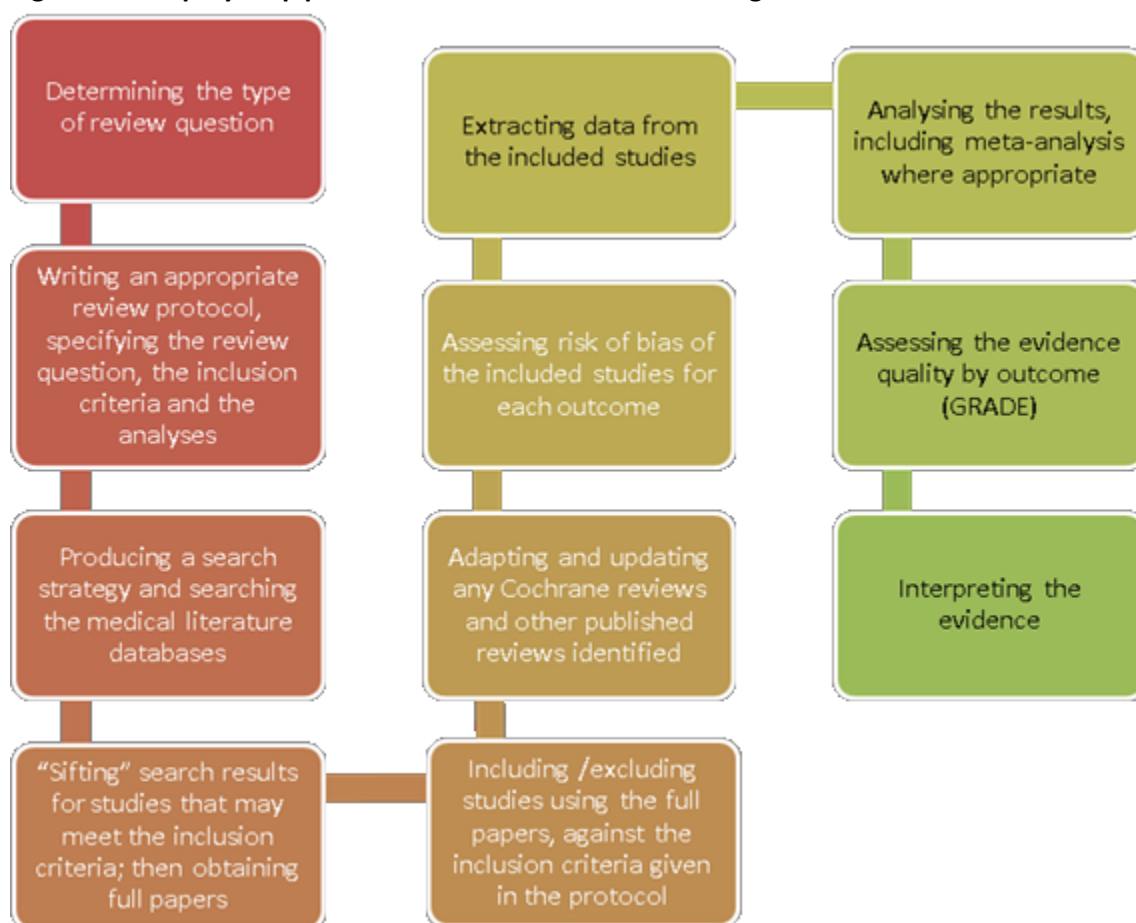 Determining the type
of review question
Writing an appropriate
review protocol,
specifying the review
question, the inclusion
criteria and the
analyses
Producing a search
strategy and searching
the medical literature
databases
“Sifting” search results
for studies that may
meet the inclusion
criteria; then obtaining
full papers
Including /excluding
studies using the full
papers, against the
inclusion criteria given
in the protocol
Adapting and updating
any Cochrane reviews
and other published
reviews identified
Assessing risk of bias of
the included studies for
each outcome
Extracting data from
the included studies
Analysing the results,
including meta-analysis
where appropriate
Assessing the evidence
quality by outcome
(GRADE)
Interpreting the
evidence